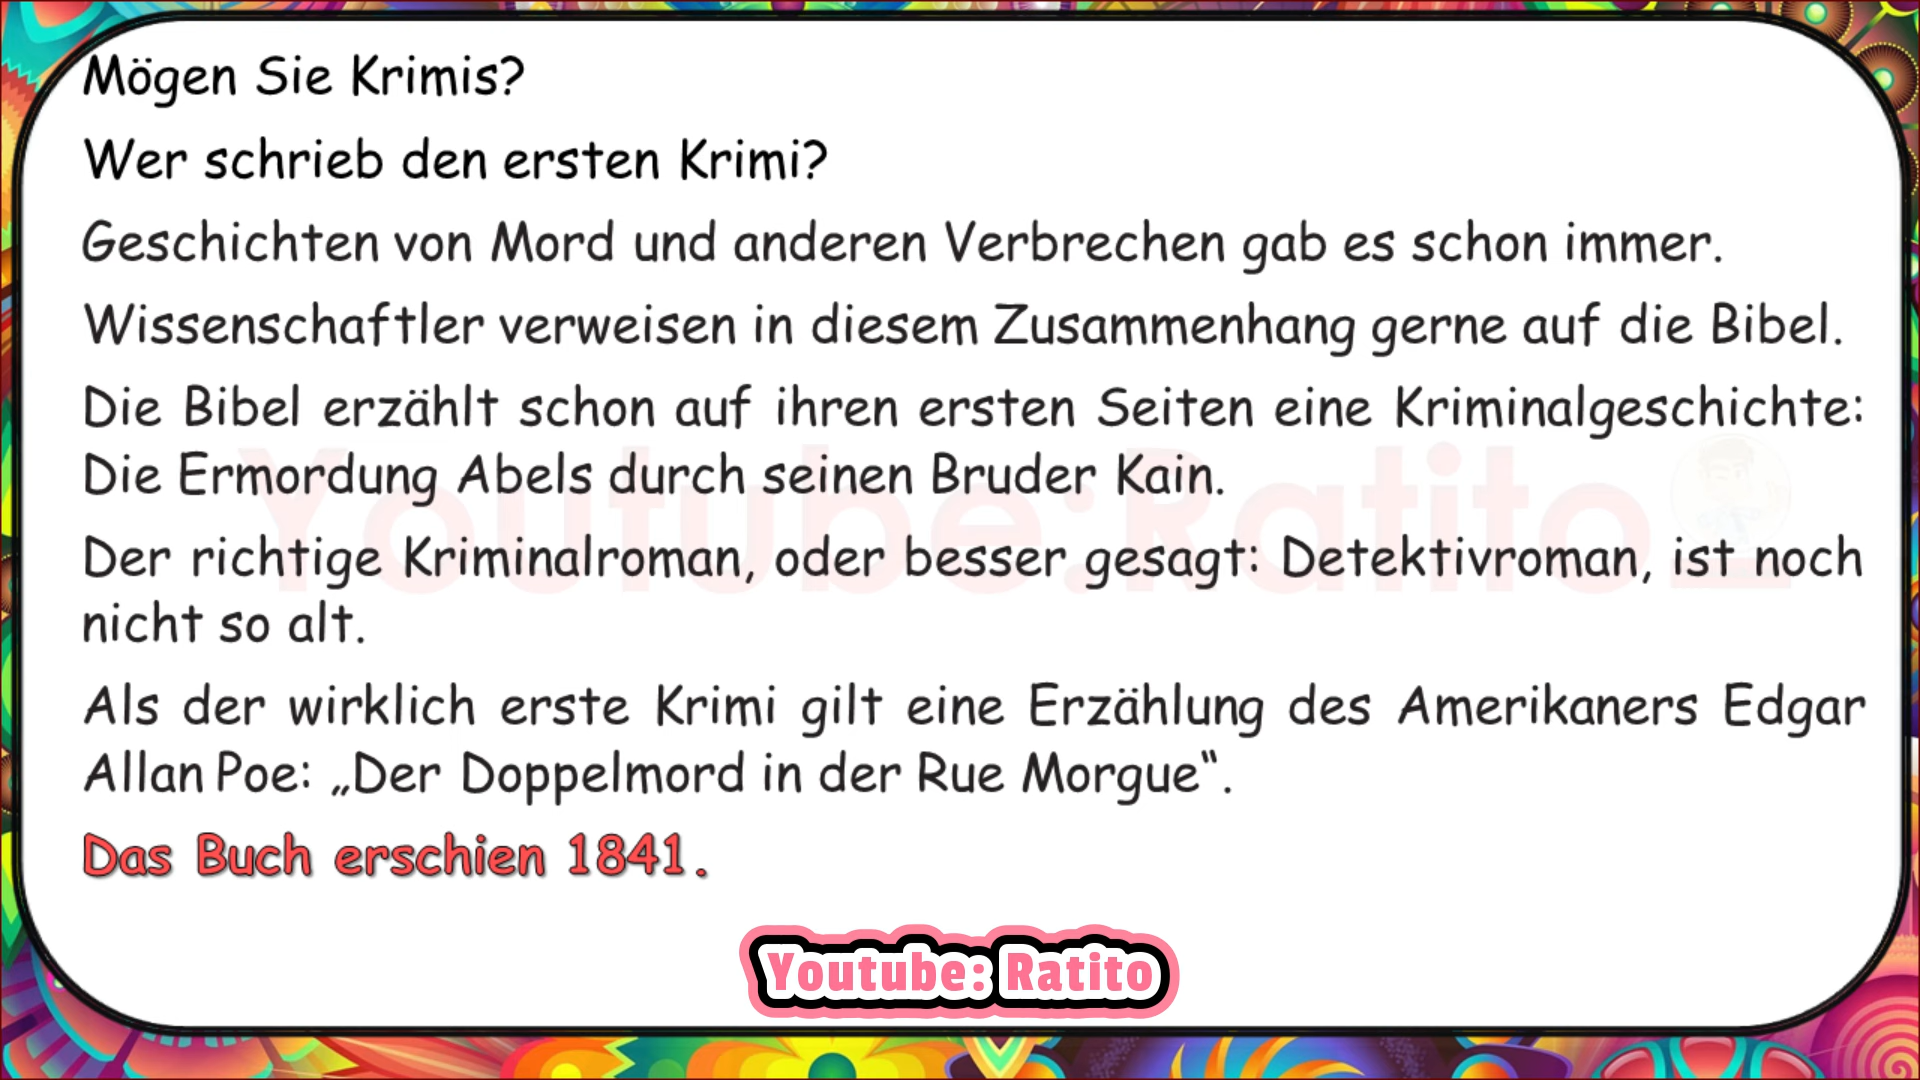 Mögen Sie Krimis?
Wer schrieb den ersten Krimi?
Geschichten von Mord und anderen Verbrechen gab es schon immer.
Wissenschaftler verweisen in diesem Zusammenhang gerne auf die Bibel.
Die Bibel erzählt schon auf ihren ersten Seiten eine Kriminalgeschichte:
Die Ermordung Abels durch seinen Bruder Kain.
Youtube:Ratito
Der richtige Kriminalroman, oder besser gesagt: Detektivroman, ist noch
nicht so alt.
Als der wirklich erste Krimi gilt eine Erzählung des Amerikaners Edgar
Allan Poe: „Der Doppelmord in der Rue Morgue“.
Das Buch erschien 1841.
Youtube: Ratito